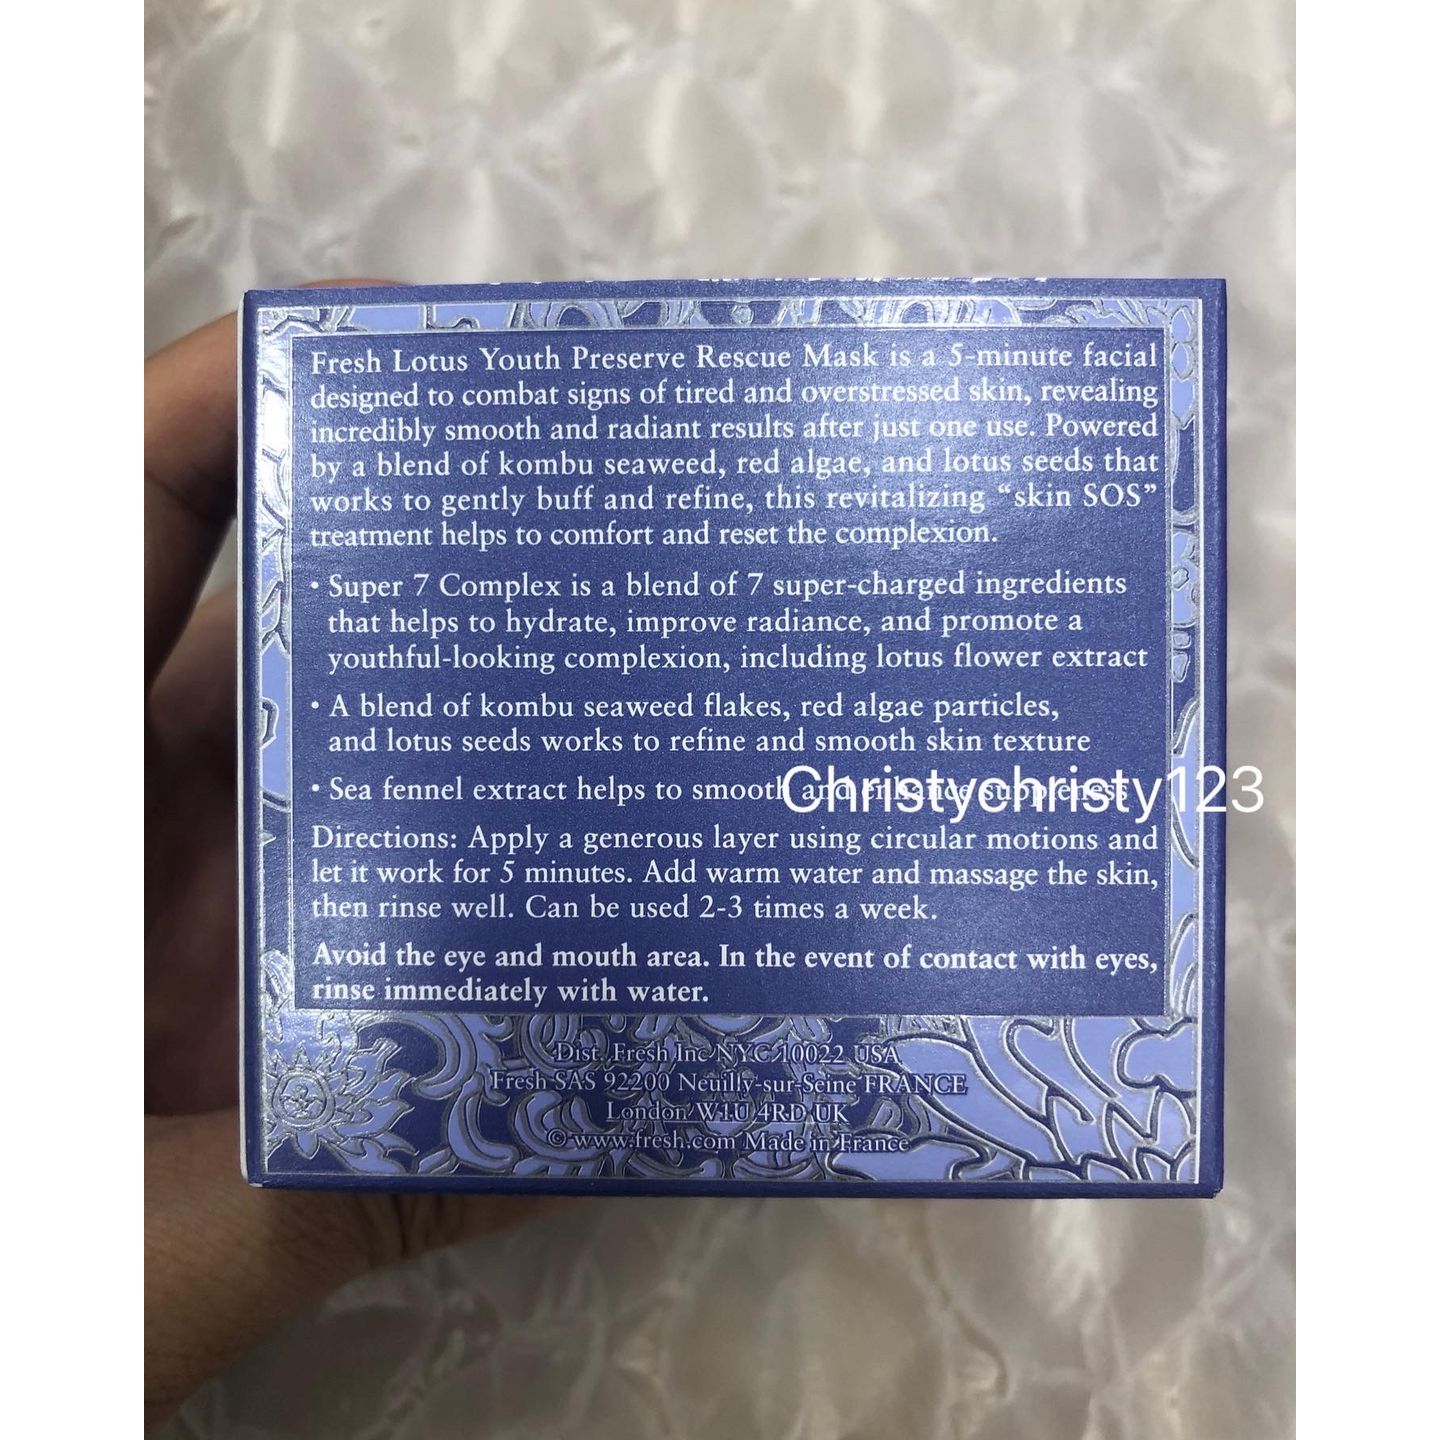 Fresh Lotus Youth Preserve Rescue Mask is a 5-minute facial
designed to combat signs of tired and overstressed skin, revealing
incredibly smooth and radiant results after just one use. Powered
by a blend of kombu seaweed, red algae, and lotus seeds that
works to gently buff and refine, this revitalizing “skin SOS”
treatment helps to comfort and reset the complexion.
• Super 7 Complex is a blend of 7 super-charged ingredients
that helps to hydrate, improve radiance, and promote a
youthful-looking complexion, including lotus flower extract
• A blend of kombu seaweed flakes, red algae particles,
and lotus seeds works to refine and smooth skin texture
• Sea fennel extract helps to smooth and enhance suppleness
Christychristy123
Directions: Apply a generous layer using circular motions and
let it work for 5 minutes. Add warm water and massage the skin,
then rinse well. Can be used 2-3 times a week.
Avoid the eye and mouth area. In the event of contact with eyes,
rinse immediately with water.
Dist. Fresh Inc NYC 10022 USA
Fresh SAS 92200 Neuilly-sur-Seine FRANCE
London W1U 4RD UK
© www.fresh.com Made in France